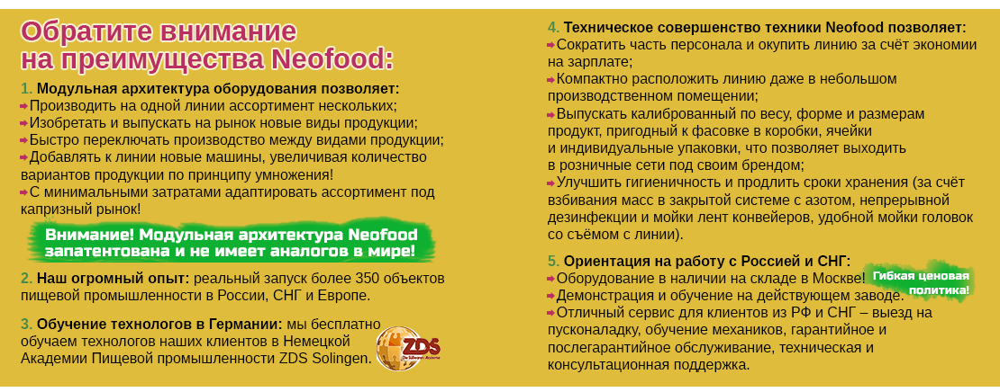 Обратите внимание
на преимущества Neofood:
1. Модульная архитектура оборудования позволяет:
Производить на одной линии ассортимент нескольких;
Изобретать и выпускать на рынок новые виды продукции;
Быстро переключать производство между видами продукции;
Добавлять к линии новые машины, увеличивая количество
вариантов продукции по принципу умножения!
С минимальными затратами адаптировать ассортимент под
капризный рынок!
Внимание! Модульная архитектура Neofood
запатентована и не имеет аналогов в мире!
2. Наш огромный опыт: реальный запуск более 350 объектов
пищевой промышленности в России, СНГ и Европе.
3. Обучение технологов в Германии: мы бесплатно
обучаем технологов наших клиентов в Немецкой
Академии Пищевой промышленности ZDS Solingen.
ZDS
4. Техническое совершенство техники Neofood позволяет:
Сократить часть персонала и окупить линию за счёт экономии
на зарплате;
Компактно расположить линию даже в небольшом
производственном помещении;
Выпускать калиброванный по весу, форме и размерам
продукт, пригодный к фасовке в коробки, ячейки
и индивидуальные упаковки, что позволяет выходить
в розничные сети под своим брендом;
Улучшить гигиеничность и продлить сроки хранения (за счёт
взбивания масс в закрытой системе с азотом, непрерывной
дезинфекции и мойки лент конвейеров, удобной мойки головок
со съёмом с линии).
5. Ориентация на работу с Россией и СНГ:
Оборудование в наличии на складе в Москве!
Демонстрация и обучение на действующем заводе.
Отличный сервис для клиентов из РФ и СНГ – выезд на
пусконаладку, обучение механиков, гарантийное и
послегарантийное обслуживание, техническая и
консультационная поддержка.
Гибкая ценовая
политика!